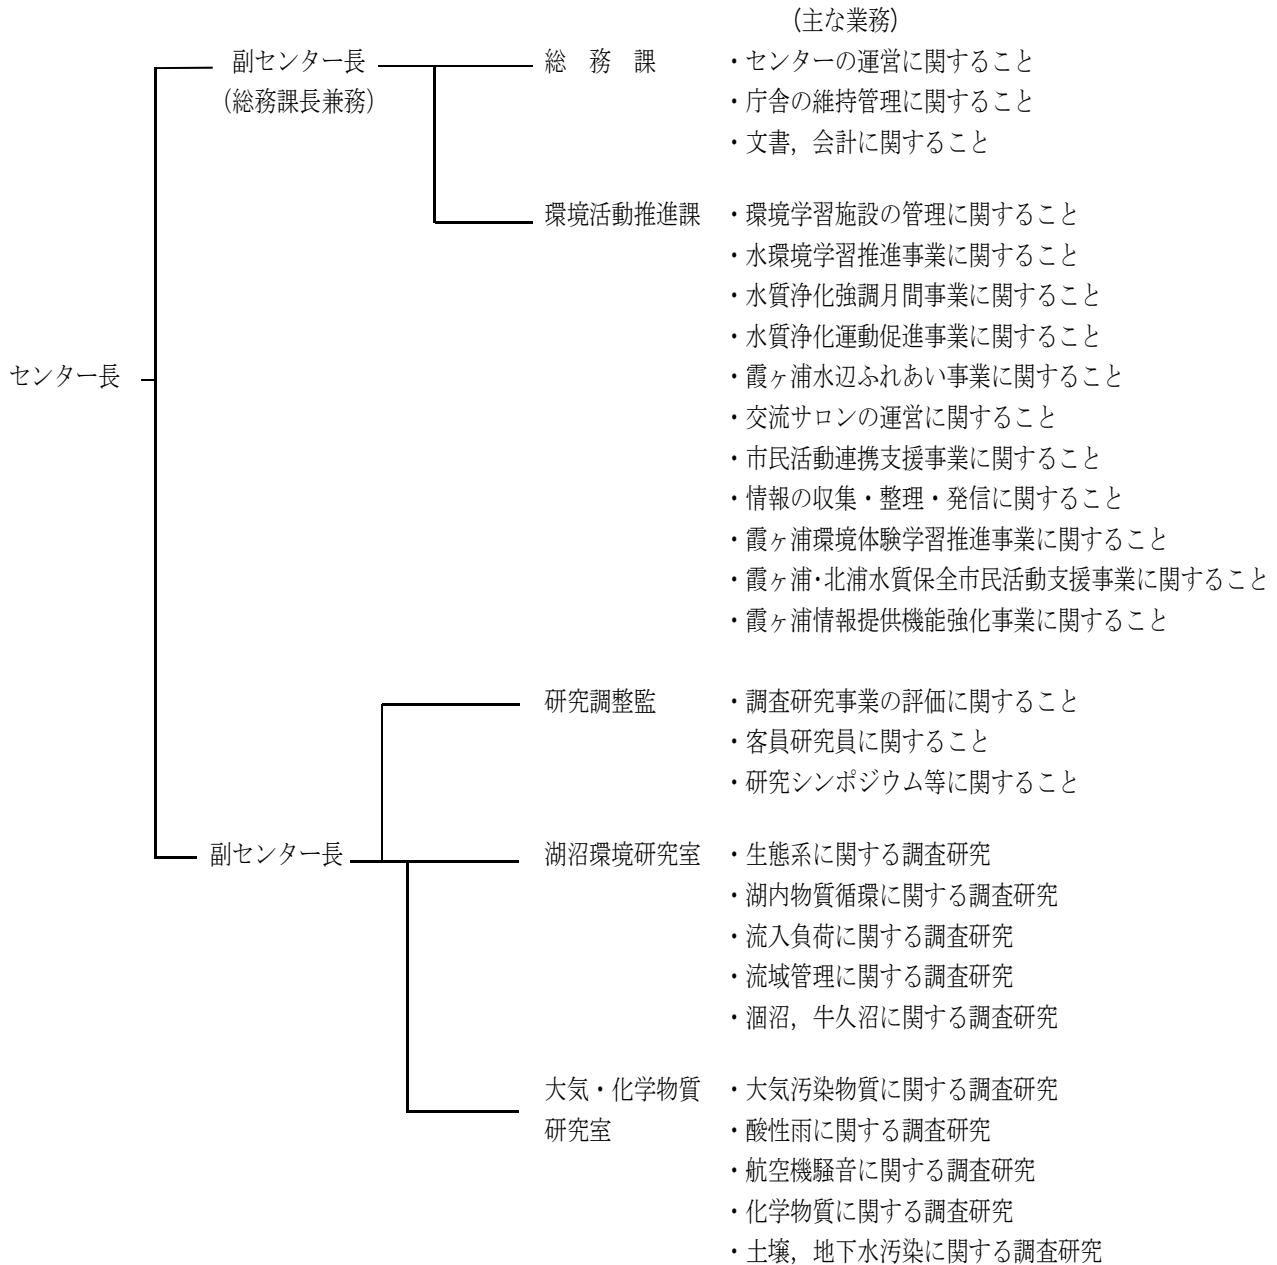 （主な業務）
副センター長 総　務　課 ・センターの運営に関すること
（総務課長兼務） ・庁舎の維持管理に関すること
・文書，会計に関すること
環境活動推進課 ・環境学習施設の管理に関すること
・水環境学習推進事業に関すること
・水質浄化強調月間事業に関すること
・水質浄化運動促進事業に関すること
センター長 ・霞ヶ浦水辺ふれあい事業に関すること
・交流サロンの運営に関すること
・市民活動連携支援事業に関すること
・情報の収集・整理・発信に関すること
・霞ヶ浦環境体験学習推進事業に関すること
・霞ヶ浦･北浦水質保全市民活動支援事業に関すること
・霞ヶ浦情報提供機能強化事業に関すること
研究調整監 ・調査研究事業の評価に関すること
・客員研究員に関すること
・研究シンポジウム等に関すること
副センター長 湖沼環境研究室 ・生態系に関する調査研究
・湖内物質循環に関する調査研究
・流入負荷に関する調査研究
・流域管理に関する調査研究
・涸沼，牛久沼に関する調査研究
大気・化学物質 ・大気汚染物質に関する調査研究
研究室 ・酸性雨に関する調査研究
・航空機騒音に関する調査研究
・化学物質に関する調査研究
・土壌，地下水汚染に関する調査研究